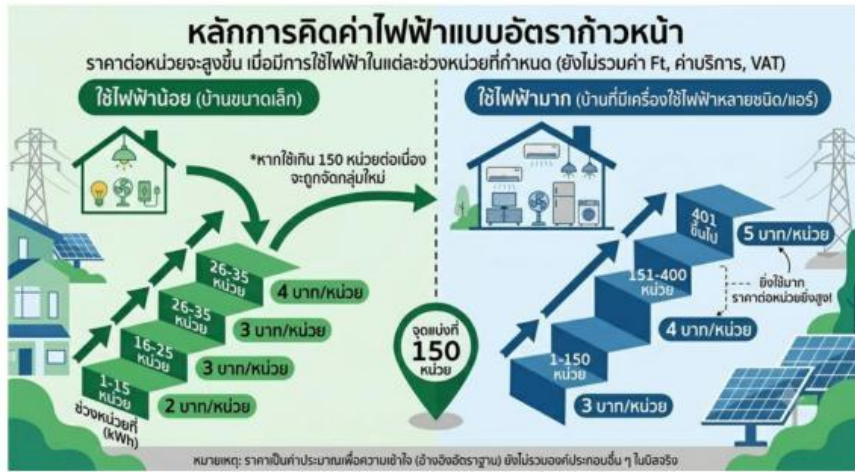 หลักการคิดค่าไฟฟ้าแบบอัตราก้าวหน้า
ราคาต่อหน่วยจะสูงขึ้น เมื่อมีการใช้ไฟฟ้าในแต่ละช่วงหน่วยที่กำหนด (ยังไม่รวมค่า Ft, ค่าบริการ, VAT)
ใช้ไฟฟ้าน้อย (บ้านขนาดเล็ก)
*หากใช้เกิน 150 หน่วยต่อเนื่อง
จะถูกจัดกลุ่มใหม่
26-35
หน่วย
4 บาท/หน่วย
26-35
หน่วย
3 บาท/หน่วย
16-25
หน่วย
3 บาท/หน่วย
1-15
หน่วย
2 บาท/หน่วย
ช่วงหน่วยที่
(kWh)
จุดแบ่งที่
150
หน่วย
ใช้ไฟฟ้ามาก (บ้านที่มีเครื่องใช้ไฟฟ้าหลายชนิด/แอร์)
401
ขึ้นไป
5 บาท/หน่วย
ยิ่งใช้มาก
ราคาต่อหน่วยยิ่งสูง!
151-400
หน่วย
4 บาท/หน่วย
1-150
หน่วย
3 บาท/หน่วย
หมายเหตุ: ราคาเป็นค่าประมาณเพื่อความเข้าใจ (อ้างอิงอัตราฐาน) ยังไม่รวมองค์ประกอบอื่น ๆ ในบิลจริง